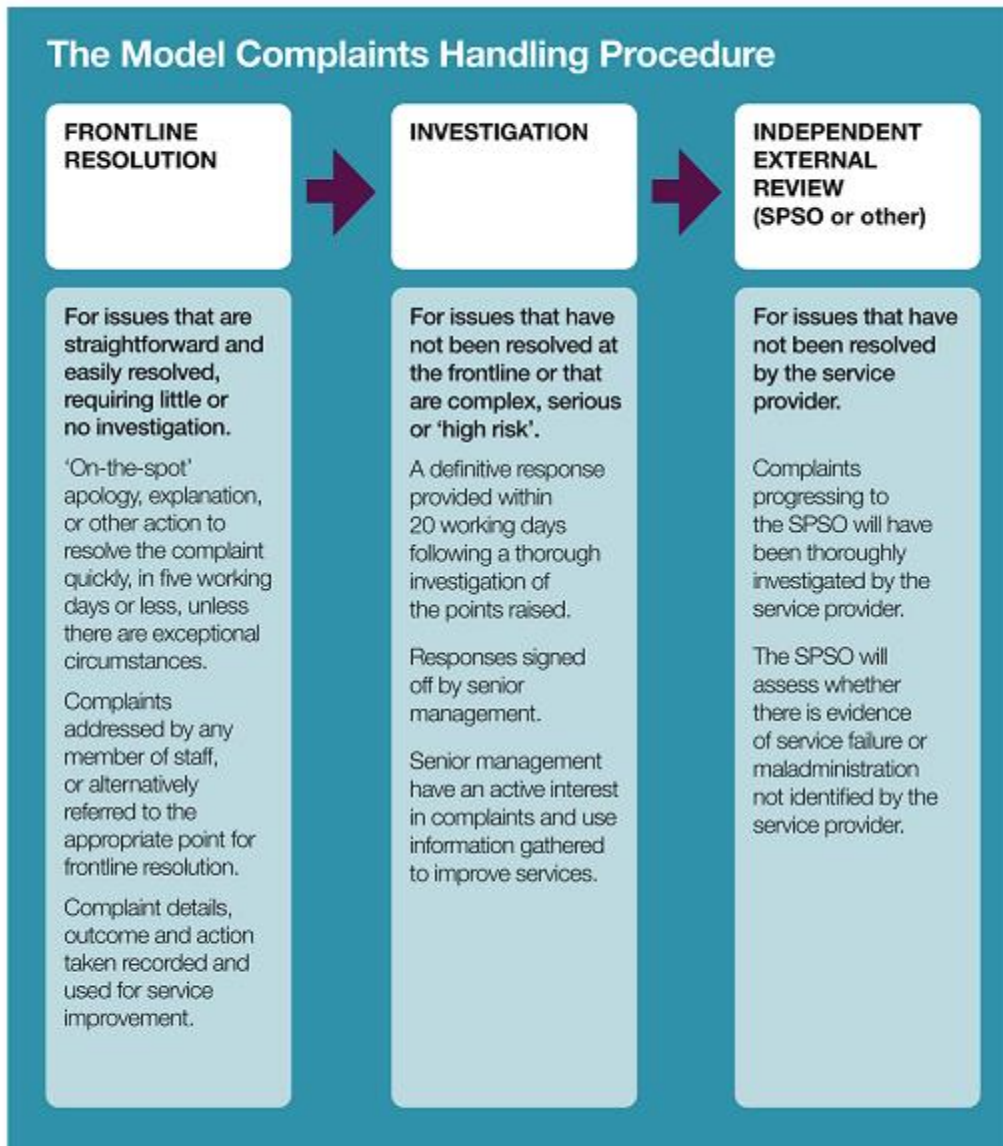 The Model Complaints Handling Procedure
FRONTLINE
RESOLUTION
INVESTIGATION
INDEPENDENT
EXTERNAL
REVIEW
(SPSO or other)
For issues that are
straightforward and
easily resolved,
requiring little or
no investigation.
‘On-the-spot’
apology, explanation,
or other action to
resolve the complaint
quickly, in five working
days or less, unless
there are exceptional
circumstances.
Complaints
addressed by any
member of staff,
or alternatively
referred to the
appropriate point for
frontline resolution.
Complaint details,
outcome and action
taken recorded and
used for service
improvement.
For issues that have
not been resolved at
the frontline or that
are complex, serious
or ‘high risk’.
A definitive response
provided within
20 working days
following a thorough
investigation of
the points raised.
Responses signed
off by senior
management.
Senior management
have an active interest
in complaints and use
information gathered
to improve services.
For issues that have
not been resolved
by the service
provider.
Complaints
progressing to
the SPSO will have
been thoroughly
investigated by the
service provider.
The SPSO will
assess whether
there is evidence
of service failure or
maladministration
not identified by the
service provider.